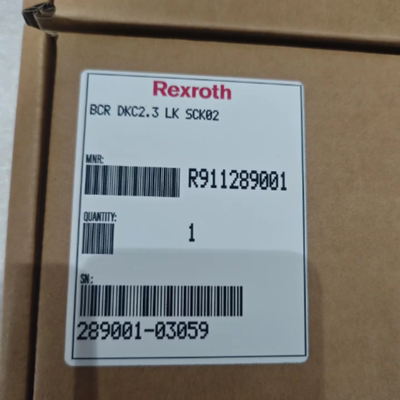 Rexroth
BCR DKC2.3 LK SCK02
MNR:
R911289001
QUANTITY:
1
SN:
289001-03059